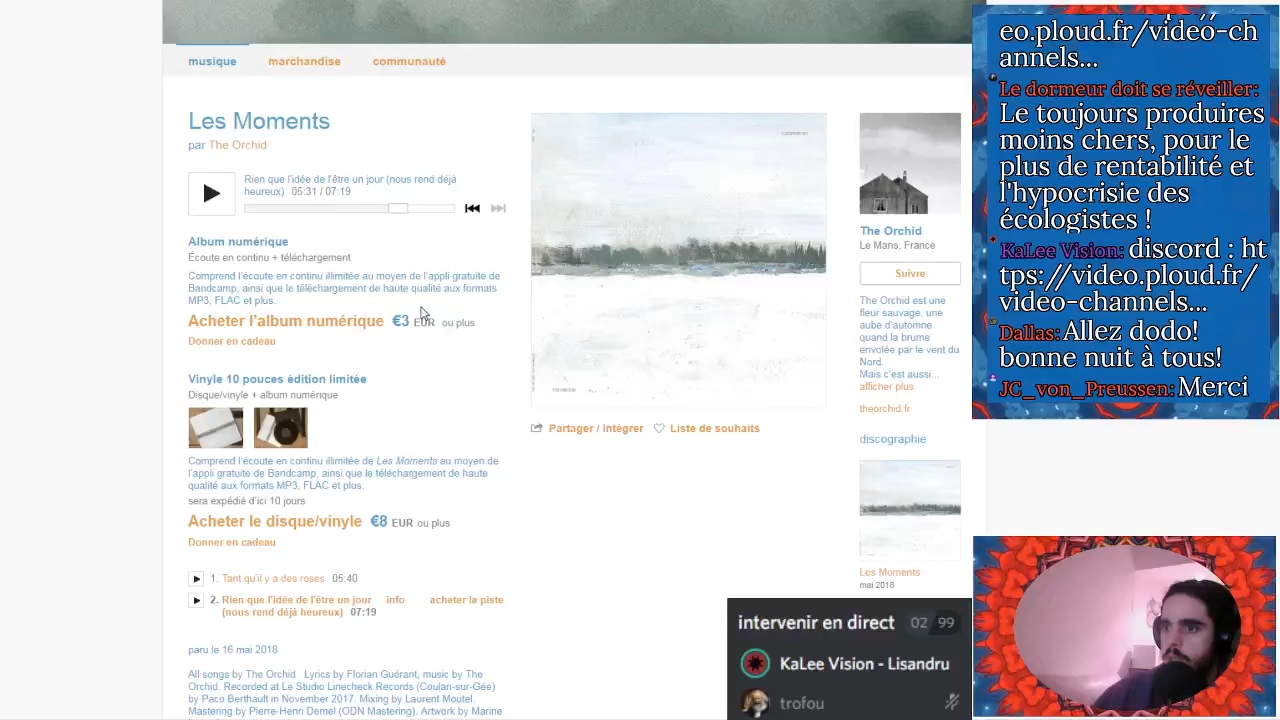 musique marchandise communauté
Les Moments
par The Orchid
Rien que l'idée de l'être un jour (nous rend déjà
heureux) 05:31 / 07:19
Album numérique
Écoute en continu + téléchargement
Comprend l'écoute en continu illimitée au moyen de l'appli gratuite de
Bandcamp, ainsi que le téléchargement de haute qualité aux formats
MP3, FLAC et plus.
Acheter l'album numérique €3 EUR ou plus
Donner en cadeau
Vinyle 10 pouces édition limitée
Disque/vinyle + album numérique
Comprend l'écoute en continu illimitée de Les Moments au moyen de
l'appli gratuite de Bandcamp, ainsi que le téléchargement de haute
qualité aux formats MP3, FLAC et plus.
sera expédié d'ici 10 jours
Acheter le disque/vinyle €8 EUR ou plus
Donner en cadeau
1. Tant qu'il y a des roses 05:40
2. Rien que l'idée de l'être un jour info acheter la piste
(nous rend déjà heureux) 07:19
paru le 16 mai 2018
All songs by The Orchid Lyrics by Florian Guérant, music by The
Orchid. Recorded at Le Studio Linecheck Records (Coulan-sur-Gée)
by Paco Berthault in November 2017. Mixing by Laurent Moutel.
Mastering by Pierre-Henri Demel (ODN Mastering). Artwork by Marine
Partager / Intégrer Liste de souhaits
The Orchid
Le Mans, France
Suivre
The Orchid est une
fleur sauvage, une
aube d'automne
quand la brume
envolée par le vent du
Nord.
Mais c'est aussi...
afficher plus
theorchid.fr
discographie
Les Moments
mai 2018
eo.ploud.fr/video-ch
annels...
Le dormeur doit se réveiller:
Le toujours produires
moins chers, pour le
plus de rentabilité et
l'hypocrisie des
écologistes !
KaLee Vision: discord : ht
tps://video.ploud.fr/
video-channels...
Dallas: Allez dodo!
bonne nuit à tous!
JC_von_Preussen: Merci
intervenir en direct 02 99
KaLee Vision - Lisandru
trofou